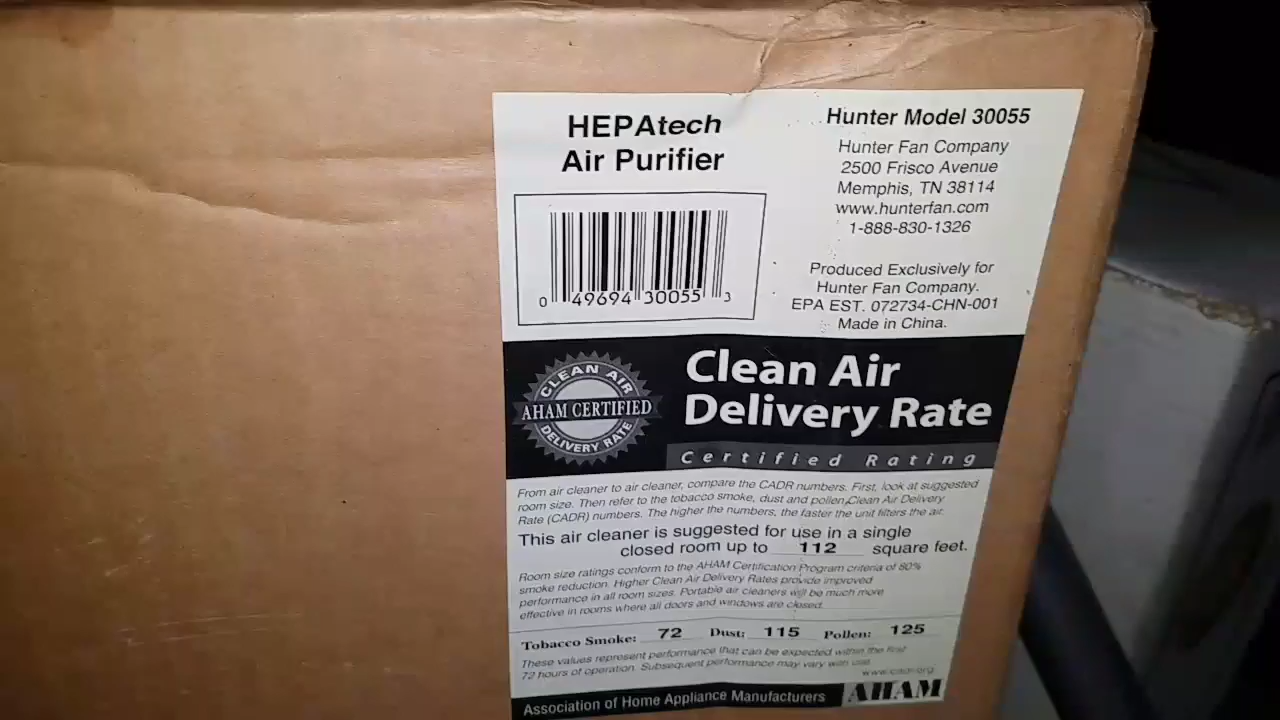 HEPAtech
Air Purifier
0 49694 30055 3
Hunter Model 30055
Hunter Fan Company
2500 Frisco Avenue
Memphis, TN 38114
www.hunterfan.com
1-888-830-1326
Produced Exclusively for
Hunter Fan Company.
EPA EST. 072734-CHN-001
Made in China.
CLEAN AIR
AHAM CERTIFIED
DELIVERY RATE
Clean Air
Delivery Rate
Certified Rating
From air cleaner to air cleaner, compare the CADR numbers. First, look at suggested
room size. Then refer to the tobacco smoke, dust and pollen Clean Air Delivery
Rate (CADR) numbers. The higher the numbers, the faster the unit filters the air.
This air cleaner is suggested for use in a single
closed room up to 112 square feet.
Room size ratings conform to the AHAM Certification Program criteria of 80%
smoke reduction. Higher Clean Air Delivery Rates provide improved
performance in all room sizes. Portable air cleaners will be much more
effective in rooms where all doors and windows are closed.
Tobacco Smoke: 72 Dust: 115 Pollen: 125
These values represent performance that can be expected within the first
72 hours of operation. Subsequent performance may vary with use.
www.cadr.org
Association of Home Appliance Manufacturers AHAM